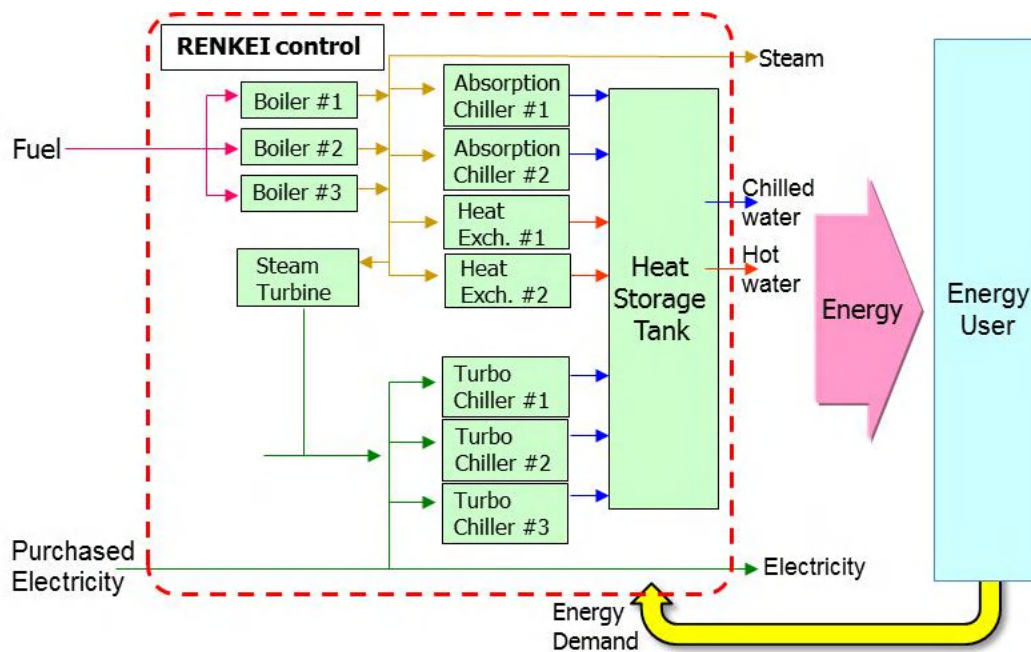 RENKEI control
Steam
Boiler #1
Absorption
Chiller #1
Fuel
Boiler #2
Absorption
Chiller #2
Boiler #3
Chilled
water
Heat
Exch. #1
Hot
water
Steam
Turbine
Heat
Exch. #2
Heat
Storage
Tank
Energy
Energy
User
Turbo
Chiller #1
Turbo
Chiller #2
Turbo
Chiller #3
Purchased
Electricity
Electricity
Energy
Demand